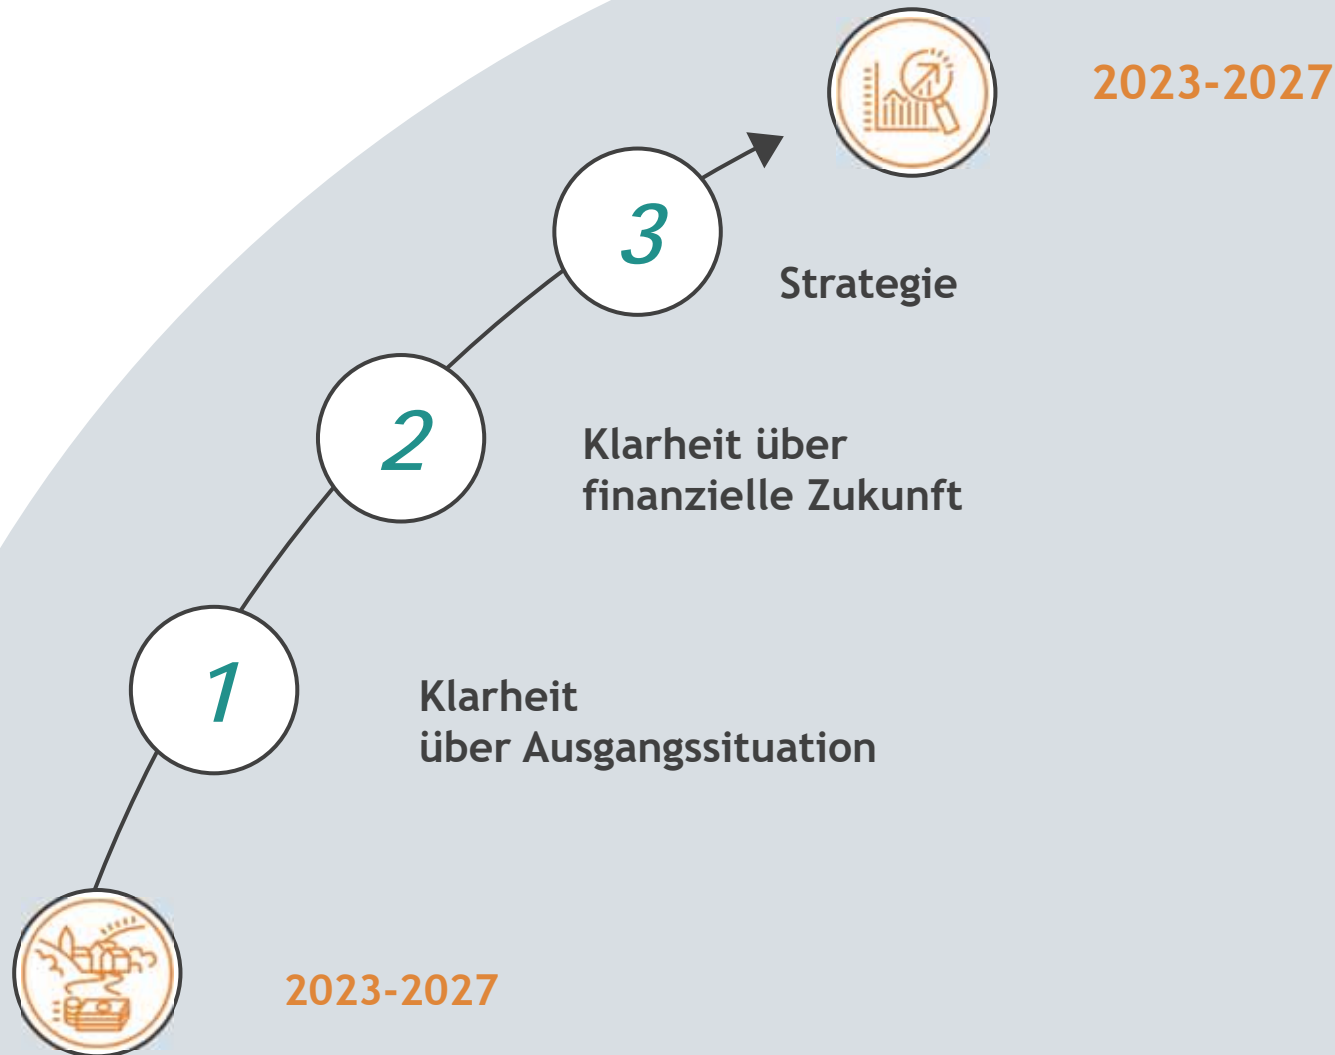 2023-2027
3
Strategie
2
Klarheit über
finanzielle Zukunft
1
Klarheit
über Ausgangssituation
2023-2027